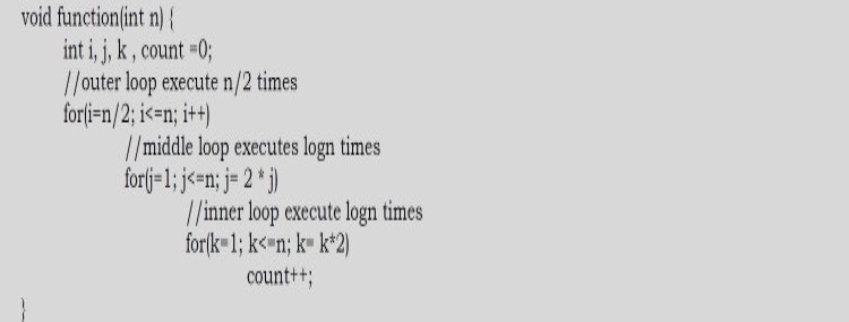 void function(int n) {
int i, j, k , count =0;
//outer loop execute n/2 times
for(i=n/2; i<=n; i++)
//middle loop executes logn times
for(j=1; j<=n; j= 2 * j)
//inner loop execute logn times
for(k=1; k<=n; k= k*2)
count++;
}